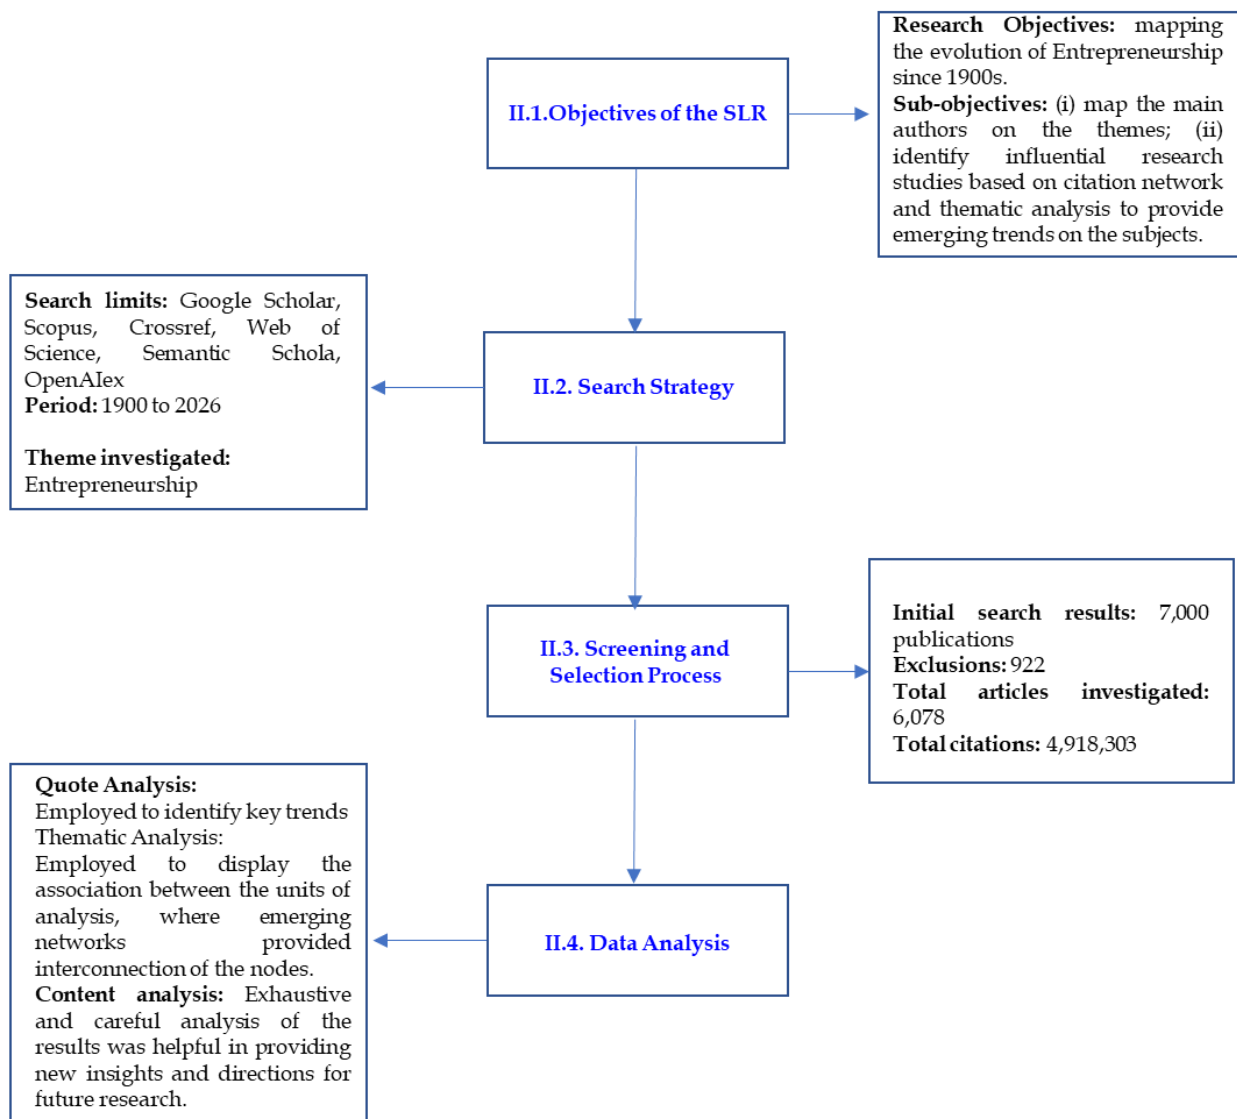 Research Objectives: mapping
the evolution of Entrepreneurship
since 1900s.
Sub-objectives: (i) map the main
authors on the themes; (ii)
identify influential research
studies based on citation network
and thematic analysis to provide
emerging trends on the subjects.
II.1.Objectives of the SLR
Search limits: Google Scholar,
Scopus, Crossref, Web of
Science, Semantic Schola,
OpenAIex
Period: 1900 to 2026
Theme investigated:
Entrepreneurship
II.2. Search Strategy
II.3. Screening and
Selection Process
Initial search results: 7,000
publications
Exclusions: 922
Total articles investigated:
6,078
Total citations: 4,918,303
Quote Analysis:
Employed to identify key trends
Thematic Analysis:
Employed to display the
association between the units of
analysis, where emerging
networks provided
interconnection of the nodes.
Content analysis: Exhaustive
and careful analysis of the
results was helpful in providing
new insights and directions for
future research.
II.4. Data Analysis